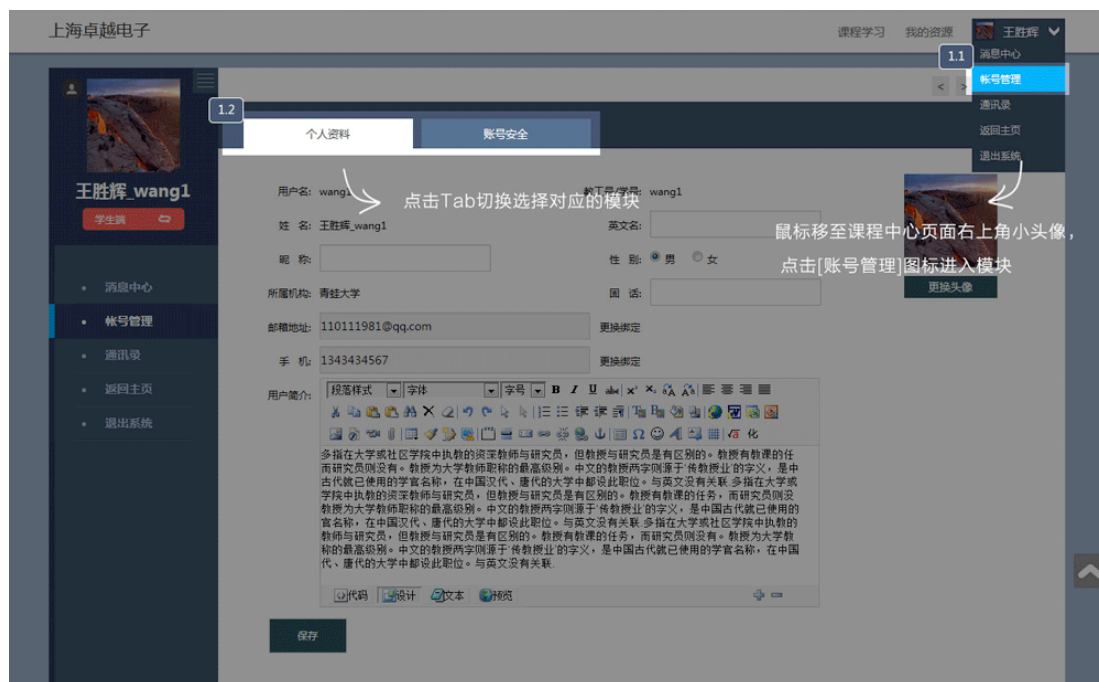 上海卓越电子
课程学习 我的资源 王胜辉
消息中心
1.1
帐号管理
通讯录
返回主页
退出系统
< >
1.2
个人资料 账号安全
王胜辉_wang1
学生端
消息中心
帐号管理
通讯录
返回主页
退出系统
点击Tab切换选择对应的模块
鼠标移至课程中心页面右上角小头像，
点击[账号管理]图标进入模块
用户名: wang1 教工号/学号: wang1
姓 名: 王胜辉_wang1 英文名:
昵 称: 性 别: 男 女
所属机构: 青蛙大学 固 话:
更换头像
邮箱地址: 110111981@qq.com 更换绑定
手 机: 1343434567 更换绑定
用户简介: 段落样式 字体 字号
多指在大学或社区学院中执教的资深教师与研究员，但教授与研究员是有区别的。教授有教课的任
而研究员则没有。教授为大学教师职称的最高级别。中文的教授两字则源于'传教授业'的字义，是中
古代就已使用的学官名称，在中国汉代、唐代的大学中都设此职位。与英文没有关联.多指在大学或
学院中执教的资深教师与研究员，但教授与研究员是有区别的。教授有教课的任务，而研究员则没
教授为大学教师职称的最高级别。中文的教授两字则源于'传教授业'的字义，是中国古代就已使用的
官名称，在中国汉代、唐代的大学中都设此职位。与英文没有关联.多指在大学或社区学院中执教的
教师与研究员，但教授与研究员是有区别的。教授有教课的任务，而研究员则没有。教授为大学教
称的最高级别。中文的教授两字则源于'传教授业'的字义，是中国古代就已使用的学官名称，在中国
代、唐代的大学中都设此职位。与英文没有关联.
代码 设计 文本 预览
保存